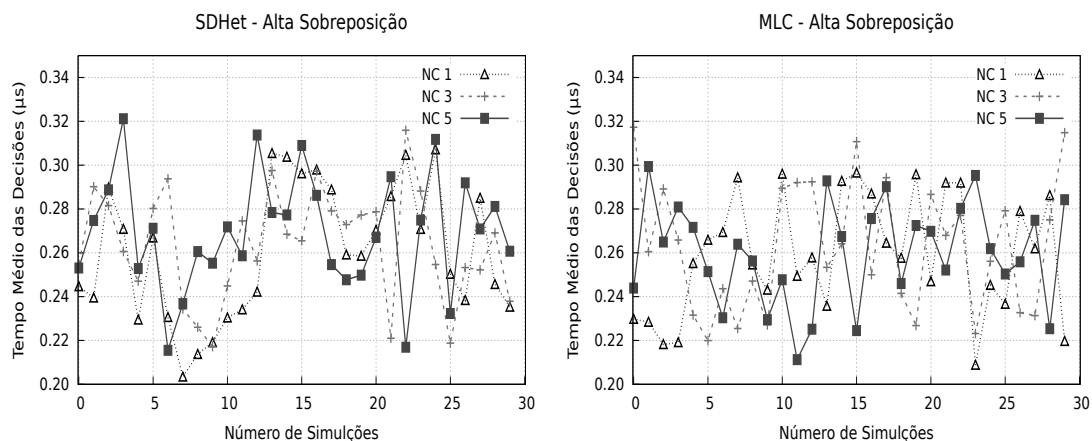 SDHet - Alta Sobreposição
Tempo Médio das Decisões (µs)
0.34
0.32
0.30
0.28
0.26
0.24
0.22
0.20
NC 1
NC 3
NC 5
0 5 10 15 20 25 30
Número de Simulções
MLC - Alta Sobreposição
Tempo Médio das Decisões (µs)
0.34
0.32
0.30
0.28
0.26
0.24
0.22
0.20
NC 1
NC 3
NC 5
0 5 10 15 20 25 30
Número de Simulções